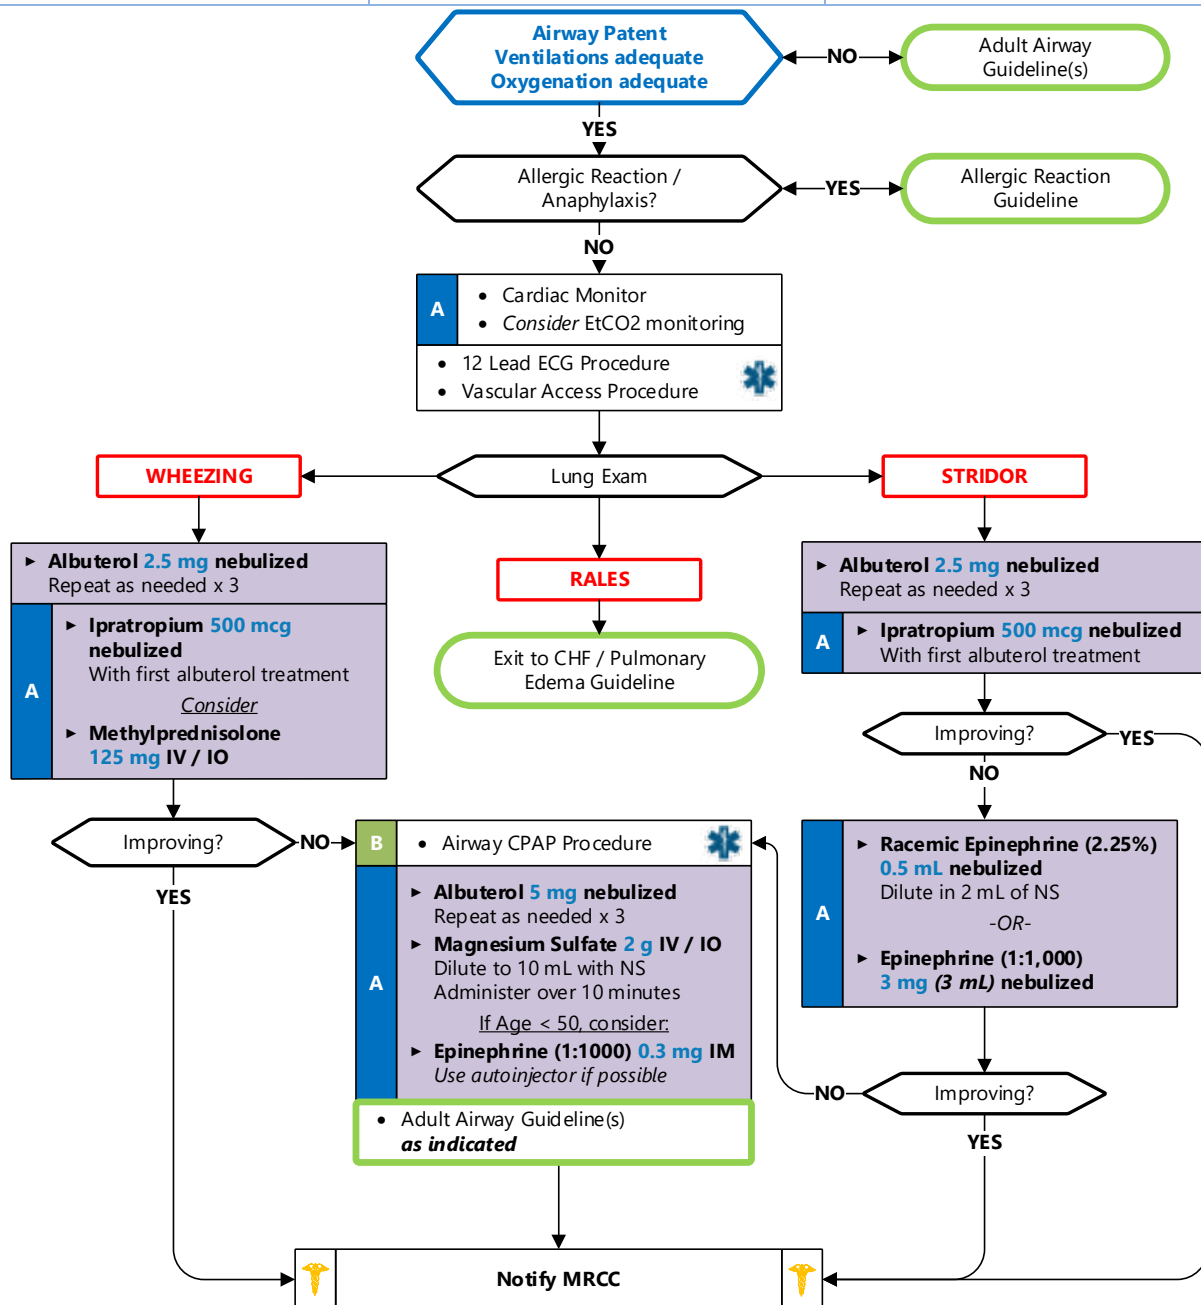 Airway Patent
Ventilations adequate
Oxygenation adequate
NO
Adult Airway
Guideline(s)
YES
Allergic Reaction /
Anaphylaxis?
YES
Allergic Reaction
Guideline
NO
A
• Cardiac Monitor
• Consider EtCO2 monitoring
• 12 Lead ECG Procedure
• Vascular Access Procedure
WHEEZING
Lung Exam
STRIDOR
► Albuterol 2.5 mg nebulized
Repeat as needed x 3
A
► Ipratropium 500 mcg
nebulized
With first albuterol treatment
Consider
► Methylprednisolone
125 mg IV / IO
RALES
Exit to CHF / Pulmonary
Edema Guideline
► Albuterol 2.5 mg nebulized
Repeat as needed x 3
A
► Ipratropium 500 mcg nebulized
With first albuterol treatment
Improving?
YES
NO
Improving?
NO
YES
B
• Airway CPAP Procedure
A
► Albuterol 5 mg nebulized
Repeat as needed x 3
► Magnesium Sulfate 2 g IV / IO
Dilute to 10 mL with NS
Administer over 10 minutes
If Age < 50, consider:
► Epinephrine (1:1000) 0.3 mg IM
Use autoinjector if possible
• Adult Airway Guideline(s)
as indicated
A
► Racemic Epinephrine (2.25%)
0.5 mL nebulized
Dilute in 2 mL of NS
-OR-
► Epinephrine (1:1,000)
3 mg (3 mL) nebulized
NO
Improving?
YES
Notify MRCC